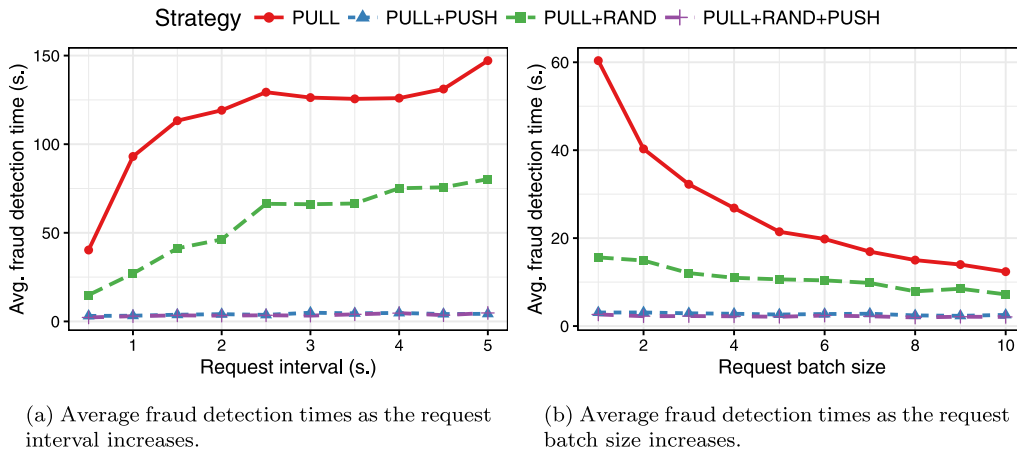 Strategy PULL PULL+PUSH PULL+RAND PULL+RAND+PUSH
Avg. fraud detection time (s.)
150
100
50
0
1 2 3 4 5
Request interval (s.)
(a) Average fraud detection times as the request
interval increases.
Avg. fraud detection time (s.)
60
40
20
0
2 4 6 8 10
Request batch size
(b) Average fraud detection times as the request
batch size increases.